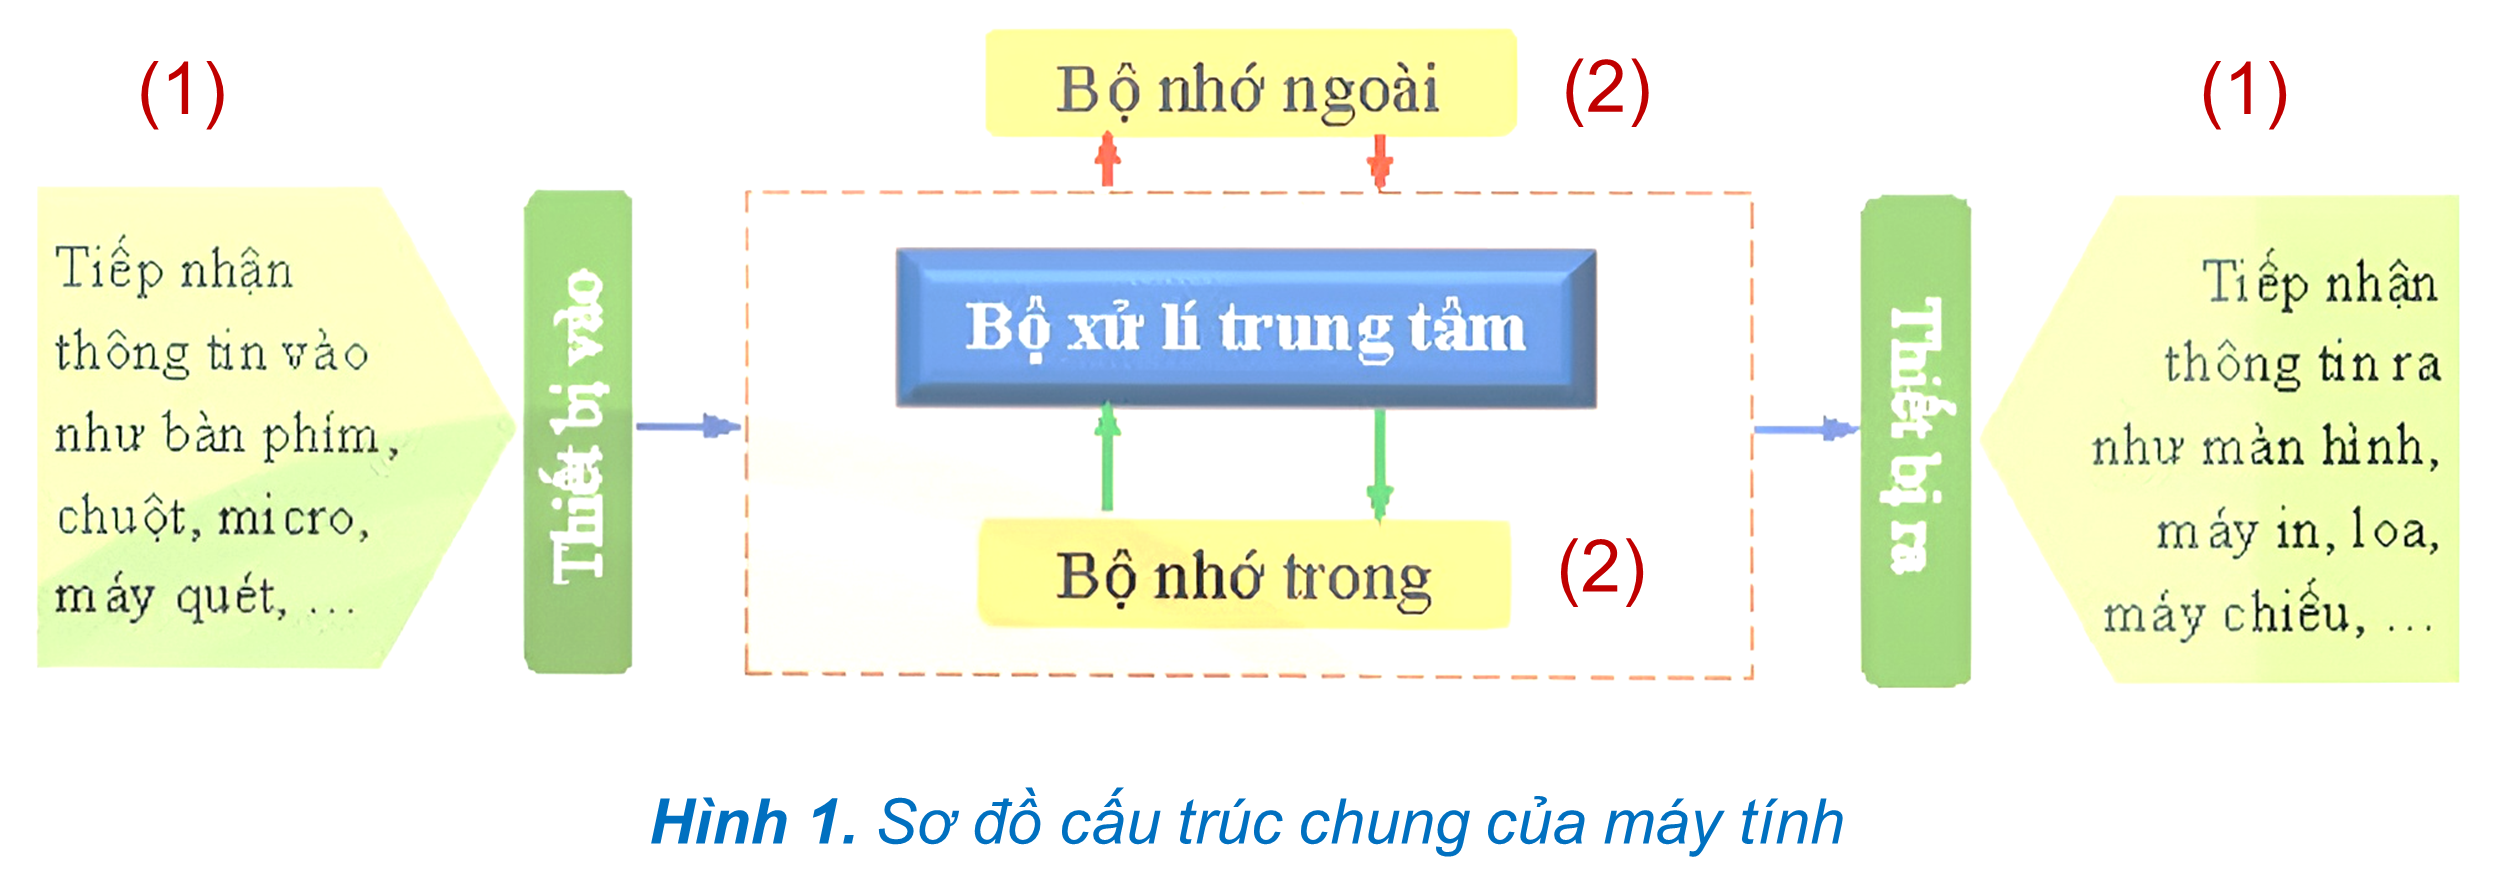 (1)
Bộ nhớ ngoài
(2)
(1)
Tiếp nhận
thông tin vào
như bàn phím,
chuột, micro,
máy quét, ...
Thiết bị vào
Bộ xử lí trung tâm
Bộ nhớ trong
(2)
Thiết bị ra
Tiếp nhận
thông tin ra
như màn hình,
máy in, loa,
máy chiếu, ...
Hình 1. Sơ đồ cấu trúc chung của máy tính